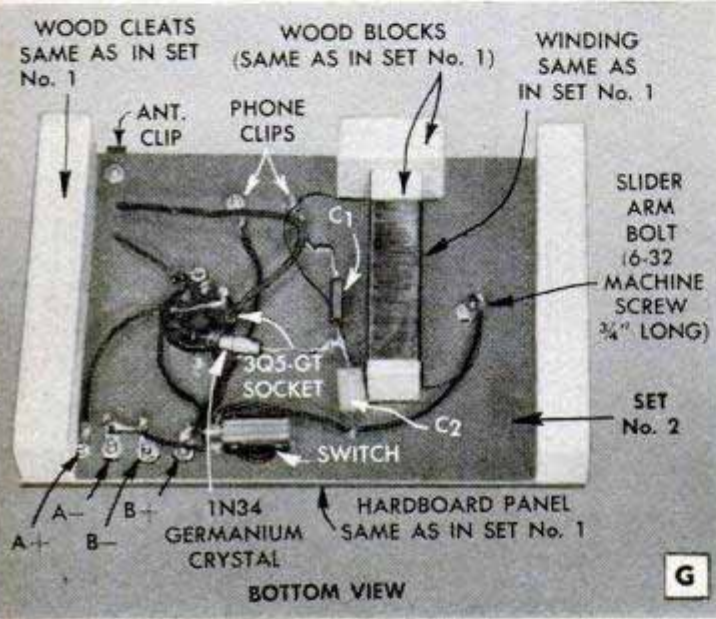 WOOD CLEATS
SAME AS IN SET
No. 1
ANT.
CLIP
PHONE
CLIPS
WOOD BLOCKS
(SAME AS IN SET No. 1)
WINDING
SAME AS
IN SET No. 1
C1
SLIDER
ARM
BOLT
(6-32
MACHINE
SCREW
3/4" LONG)
3Q5-GT
SOCKET
C2
SET
No. 2
SWITCH
A+
A−
B−
B+
1N34
GERMANIUM
CRYSTAL
HARDBOARD PANEL
SAME AS IN SET No. 1
BOTTOM VIEW
G